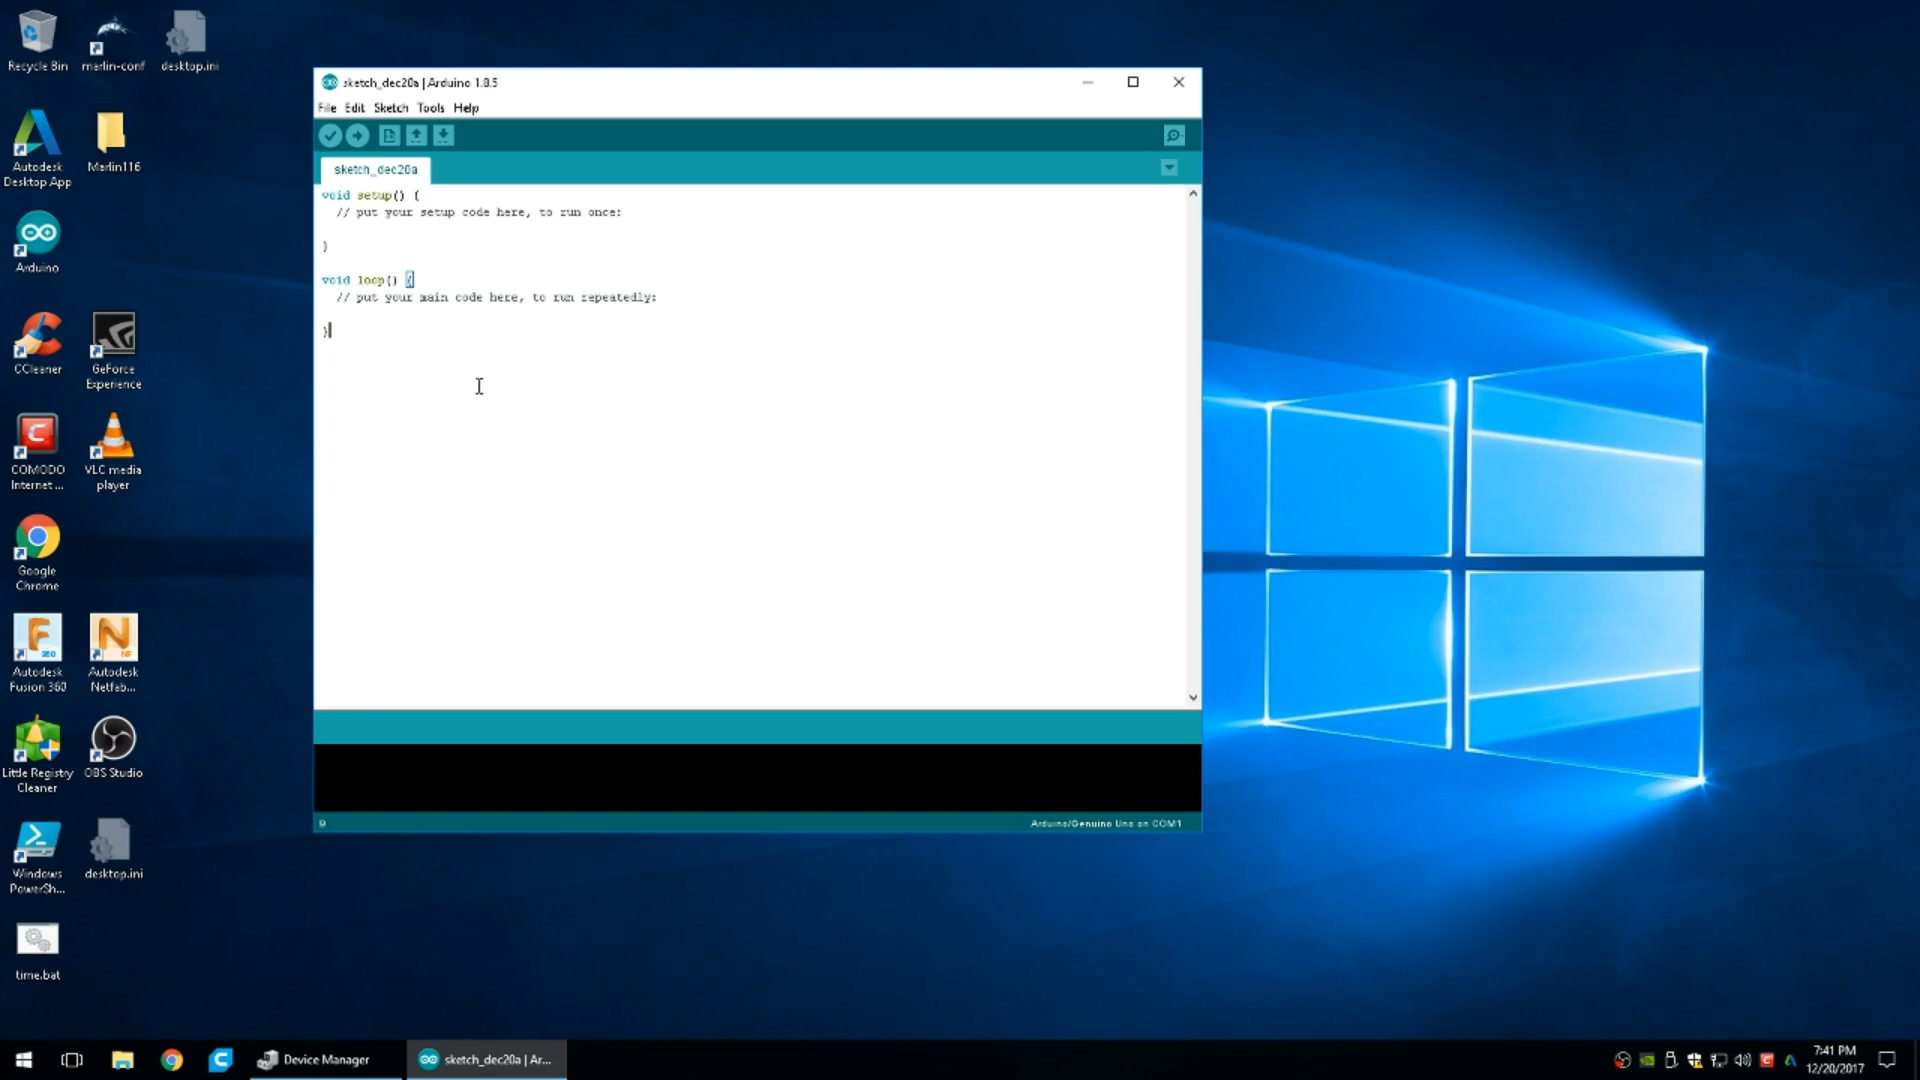 Recycle Bin
marlin-conf
desktop.ini
Autodesk
Desktop App
Marlin116
Arduino
CCleaner
GeForce
Experience
COMODO
Internet ...
VLC media
player
Google
Chrome
Autodesk
Fusion 360
Autodesk
Netfab...
Little Registry
Cleaner
OBS Studio
Windows
PowerSh...
desktop.ini
time.bat
sketch_dec20a | Arduino 1.8.5
File Edit Sketch Tools Help
sketch_dec20a
void setup() {
// put your setup code here, to run once:
}
void loop() {
// put your main code here, to run repeatedly:
}
9
Arduino/Genuino Uno on COM1
Device Manager
sketch_dec20a | Ar...
7:41 PM
12/20/2017